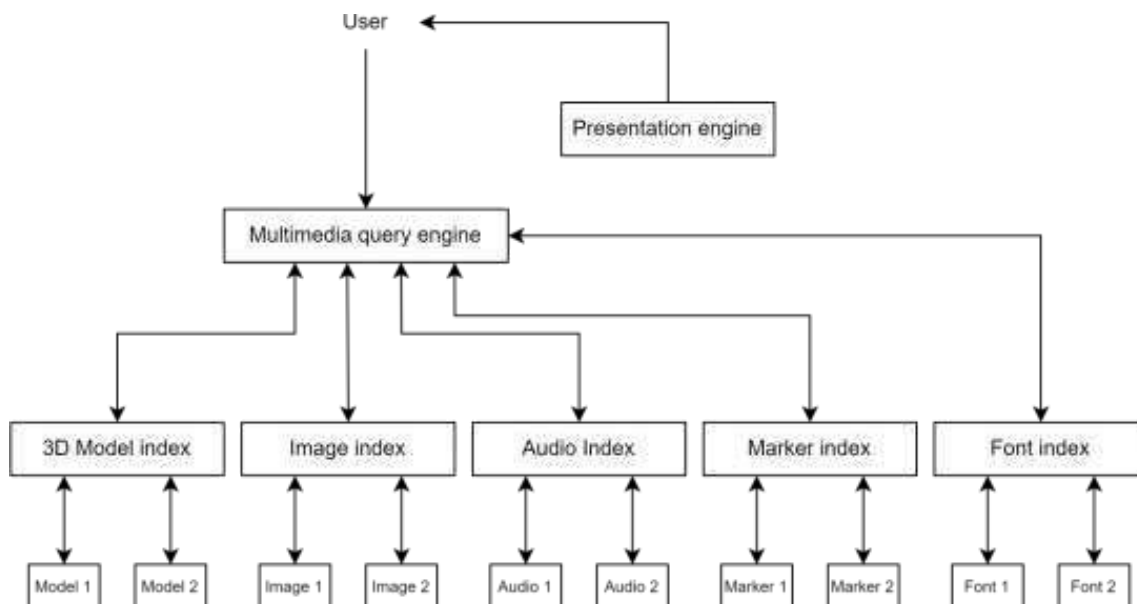 User
Presentation engine
Multimedia query engine
3D Model index
Image index
Audio Index
Marker index
Font index
Model 1
Model 2
Image 1
Image 2
Audio 1
Audio 2
Marker 1
Marker 2
Font 1
Font 2